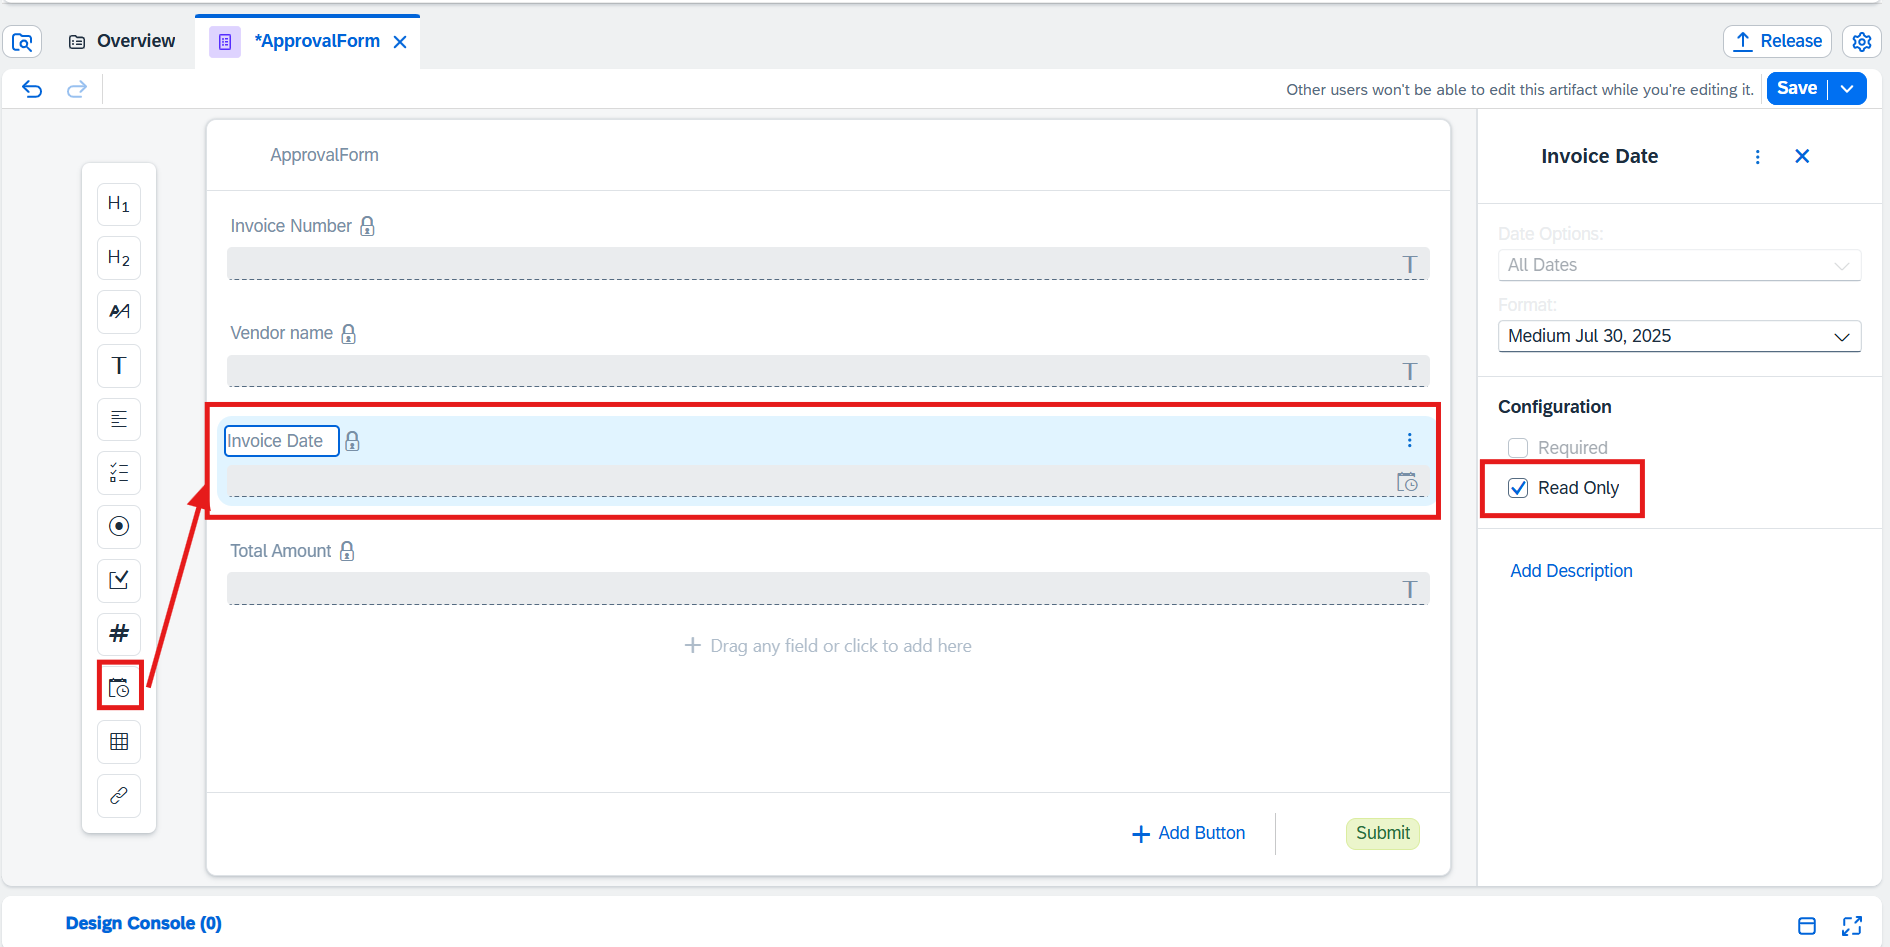 Overview
*ApprovalForm
Release
Other users won't be able to edit this artifact while you're editing it.
Save
ApprovalForm
Invoice Date
H1
H2
AA
T
#
Invoice Number
T
Vendor name
T
Invoice Date
Total Amount
T
Drag any field or click to add here
Add Button
Submit
Date Options:
All Dates
Format:
Medium Jul 30, 2025
Configuration
Required
Read Only
Add Description
Design Console (0)